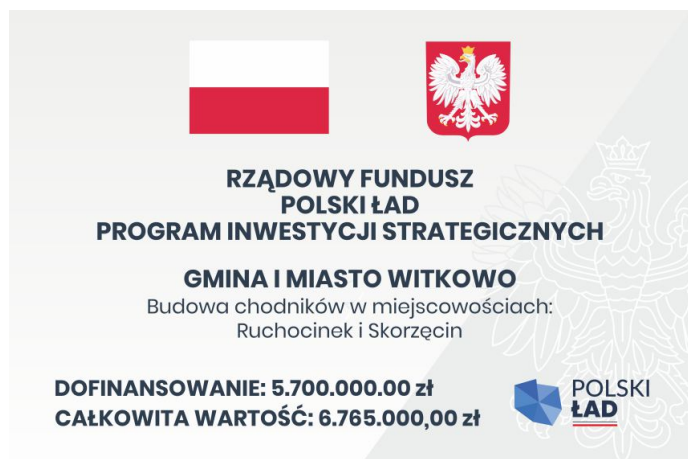 RZĄDOWY FUNDUSZ
POLSKI ŁAD
PROGRAM INWESTYCJI STRATEGICZNYCH
GMINA I MIASTO WITKOWO
Budowa chodników w miejscowościach:
Ruchocinek i Skorzęcin
DOFINANSOWANIE: 5.700.000.00 zł
CAŁKOWITA WARTOŚĆ: 6.765.000,00 zł
POLSKI
ŁAD